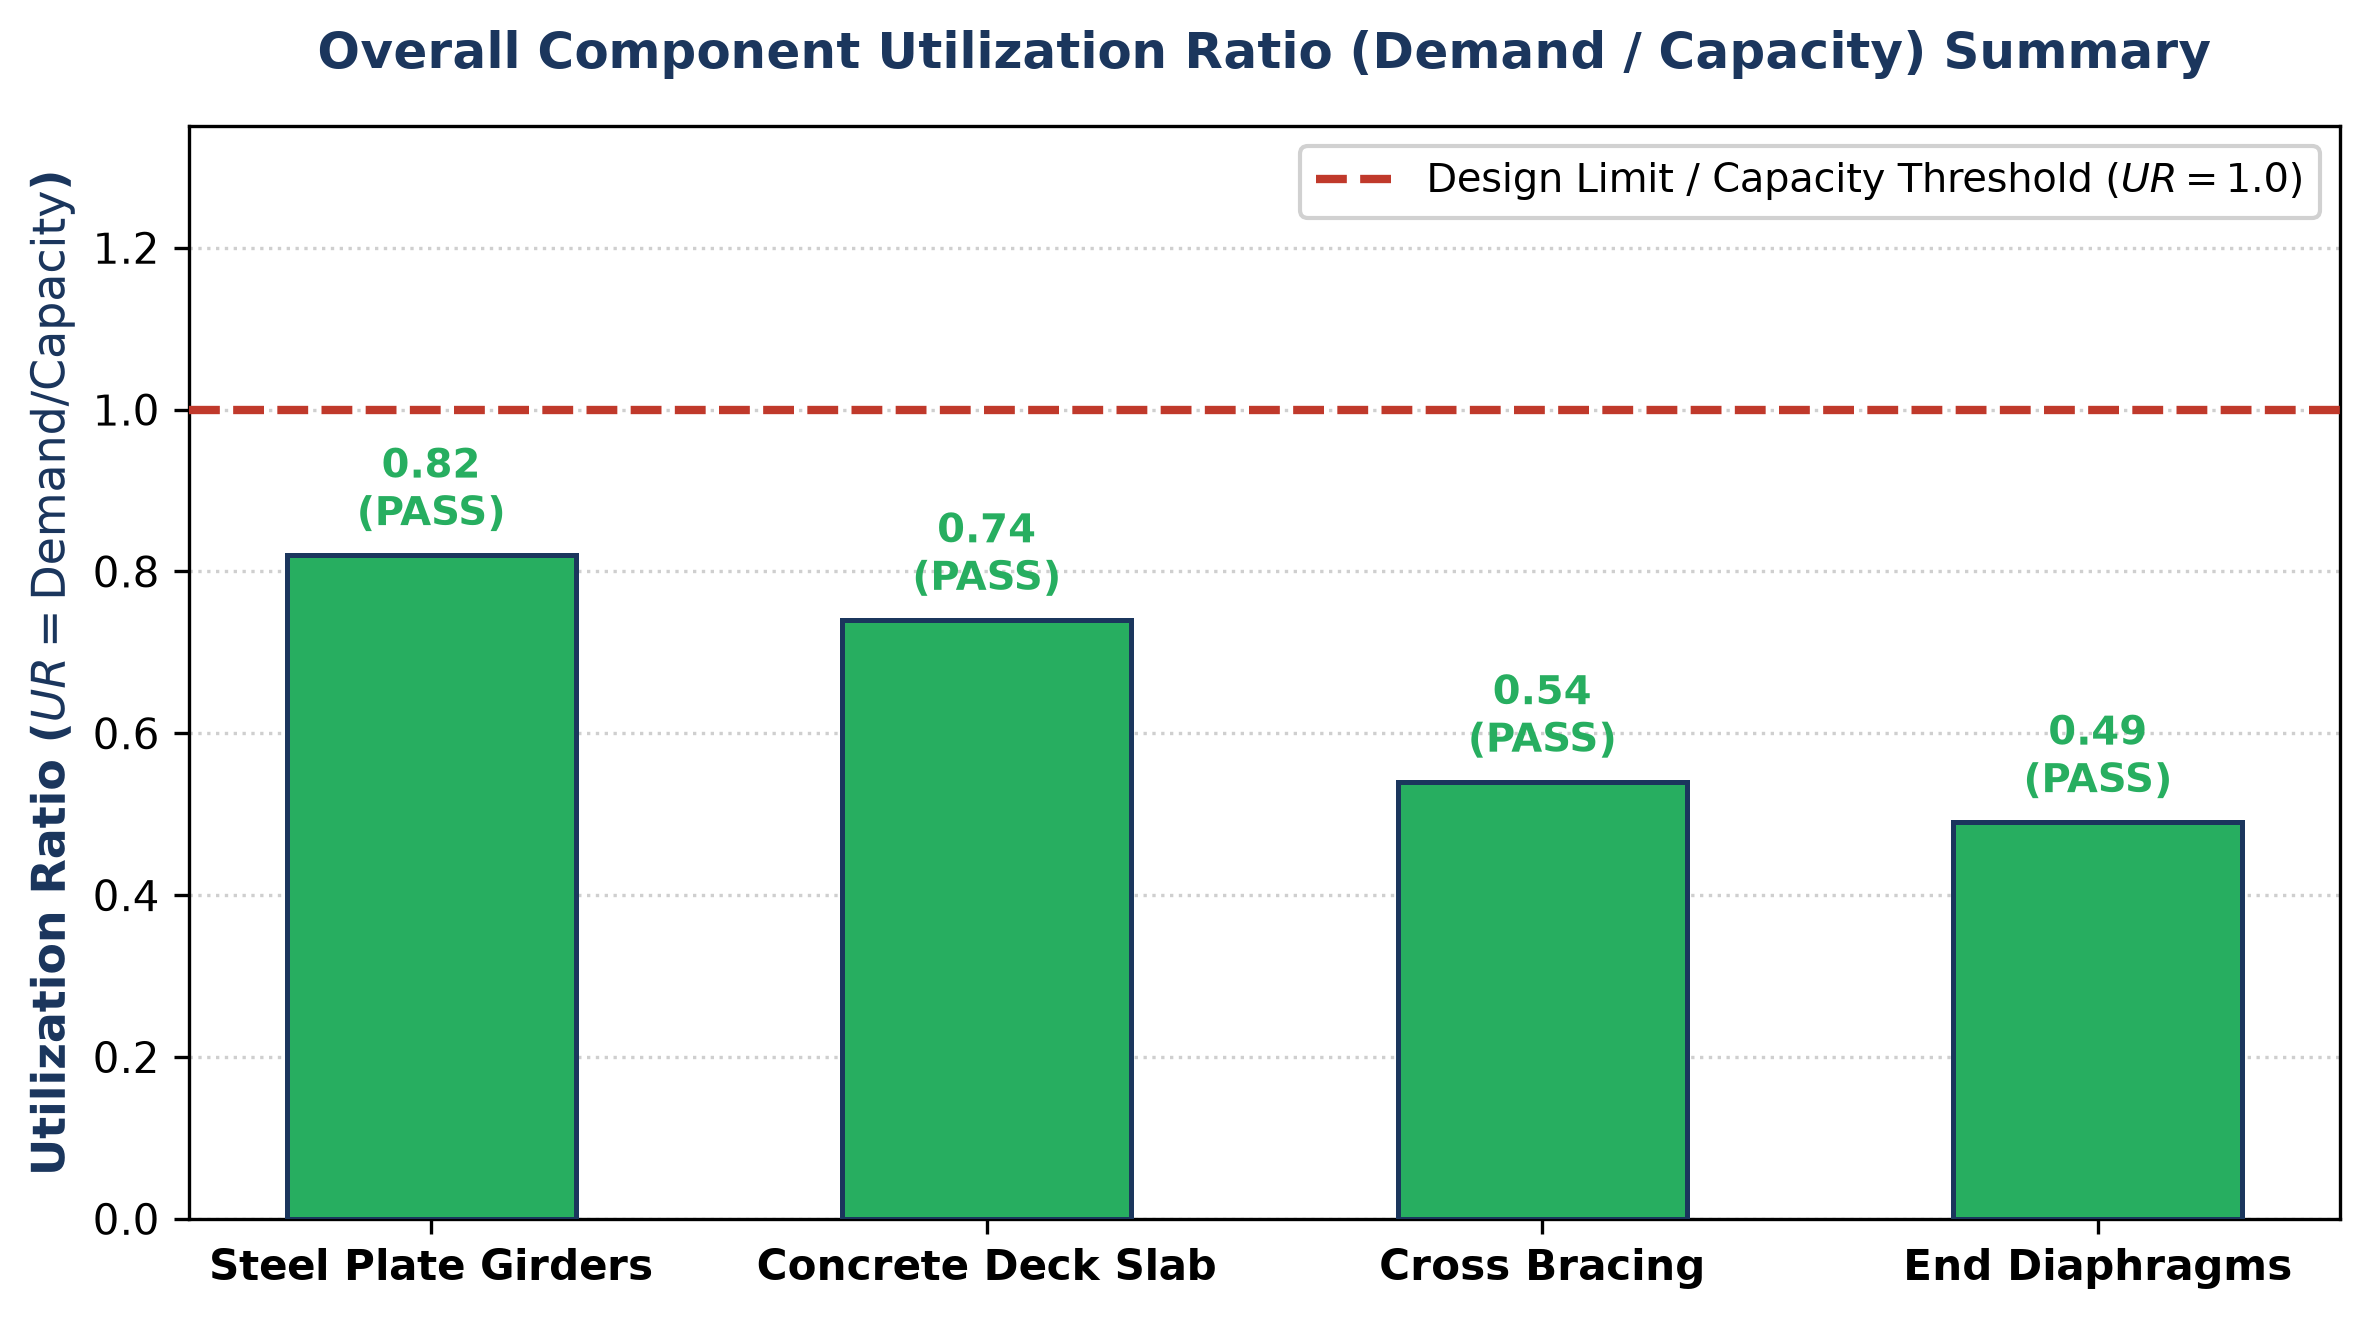 Overall Component Utilization Ratio (Demand / Capacity) Summary
Design Limit / Capacity Threshold (UR = 1.0)
Utilization Ratio (UR = Demand/Capacity)
1.2
1.0
0.8
0.6
0.4
0.2
0.0
0.82
(PASS)
0.74
(PASS)
0.54
(PASS)
0.49
(PASS)
Steel Plate Girders
Concrete Deck Slab
Cross Bracing
End Diaphragms